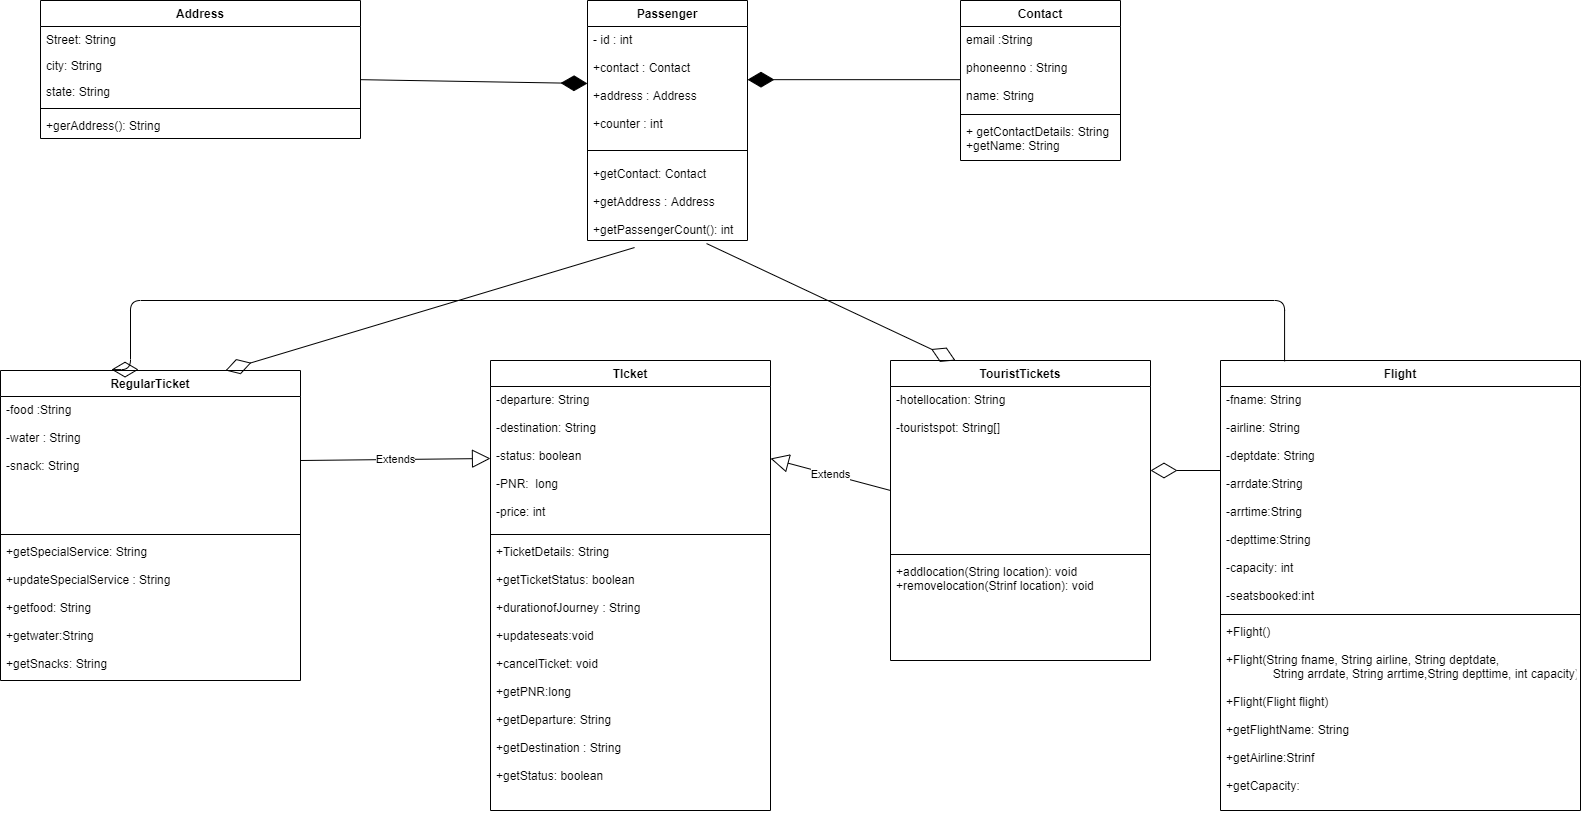 Address
Street: String
city: String
state: String
+gerAddress(): String
Passenger
- id : int
+contact : Contact
+address : Address
+counter : int
+getContact: Contact
+getAddress : Address
+getPassengerCount(): int
Contact
email :String
phoneenno : String
name: String
+ getContactDetails: String
+getName: String
RegularTicket
-food :String
-water : String
-snack: String
+getSpecialService: String
+updateSpecialService : String
+getfood: String
+getwater:String
+getSnacks: String
Extends
TIcket
-departure: String
-destination: String
-status: boolean
-PNR:  long
-price: int
+TicketDetails: String
+getTicketStatus: boolean
+durationofJourney : String
+updateseats:void
+cancelTicket: void
+getPNR:long
+getDeparture: String
+getDestination : String
+getStatus: boolean
Extends
TouristTickets
-hotellocation: String
-touristspot: String[]
+addlocation(String location): void
+removelocation(Strinf location): void
Flight
-fname: String
-airline: String
-deptdate: String
-arrdate:String
-arrtime:String
-depttime:String
-capacity: int
-seatsbooked:int
+Flight()
+Flight(String fname, String airline, String deptdate,
String arrdate, String arrtime,String depttime, int capacity)
+Flight(Flight flight)
+getFlightName: String
+getAirline:Strinf
+getCapacity: